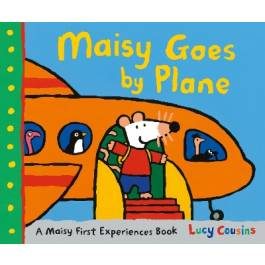 Maisy Goes
by Plane
A Maisy First Experiences Book
Lucy Cousins